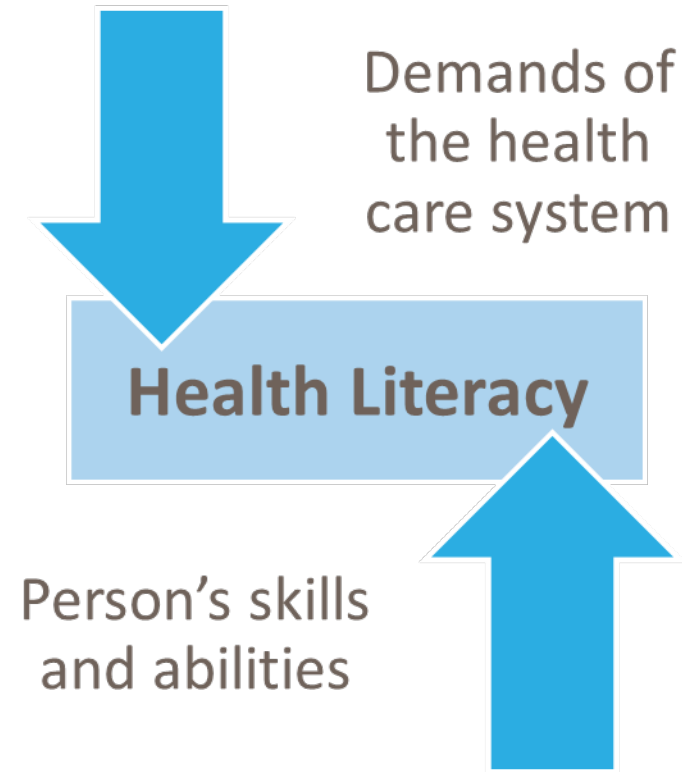 Demands of
the health
care system
Health Literacy
Person’s skills
and abilities